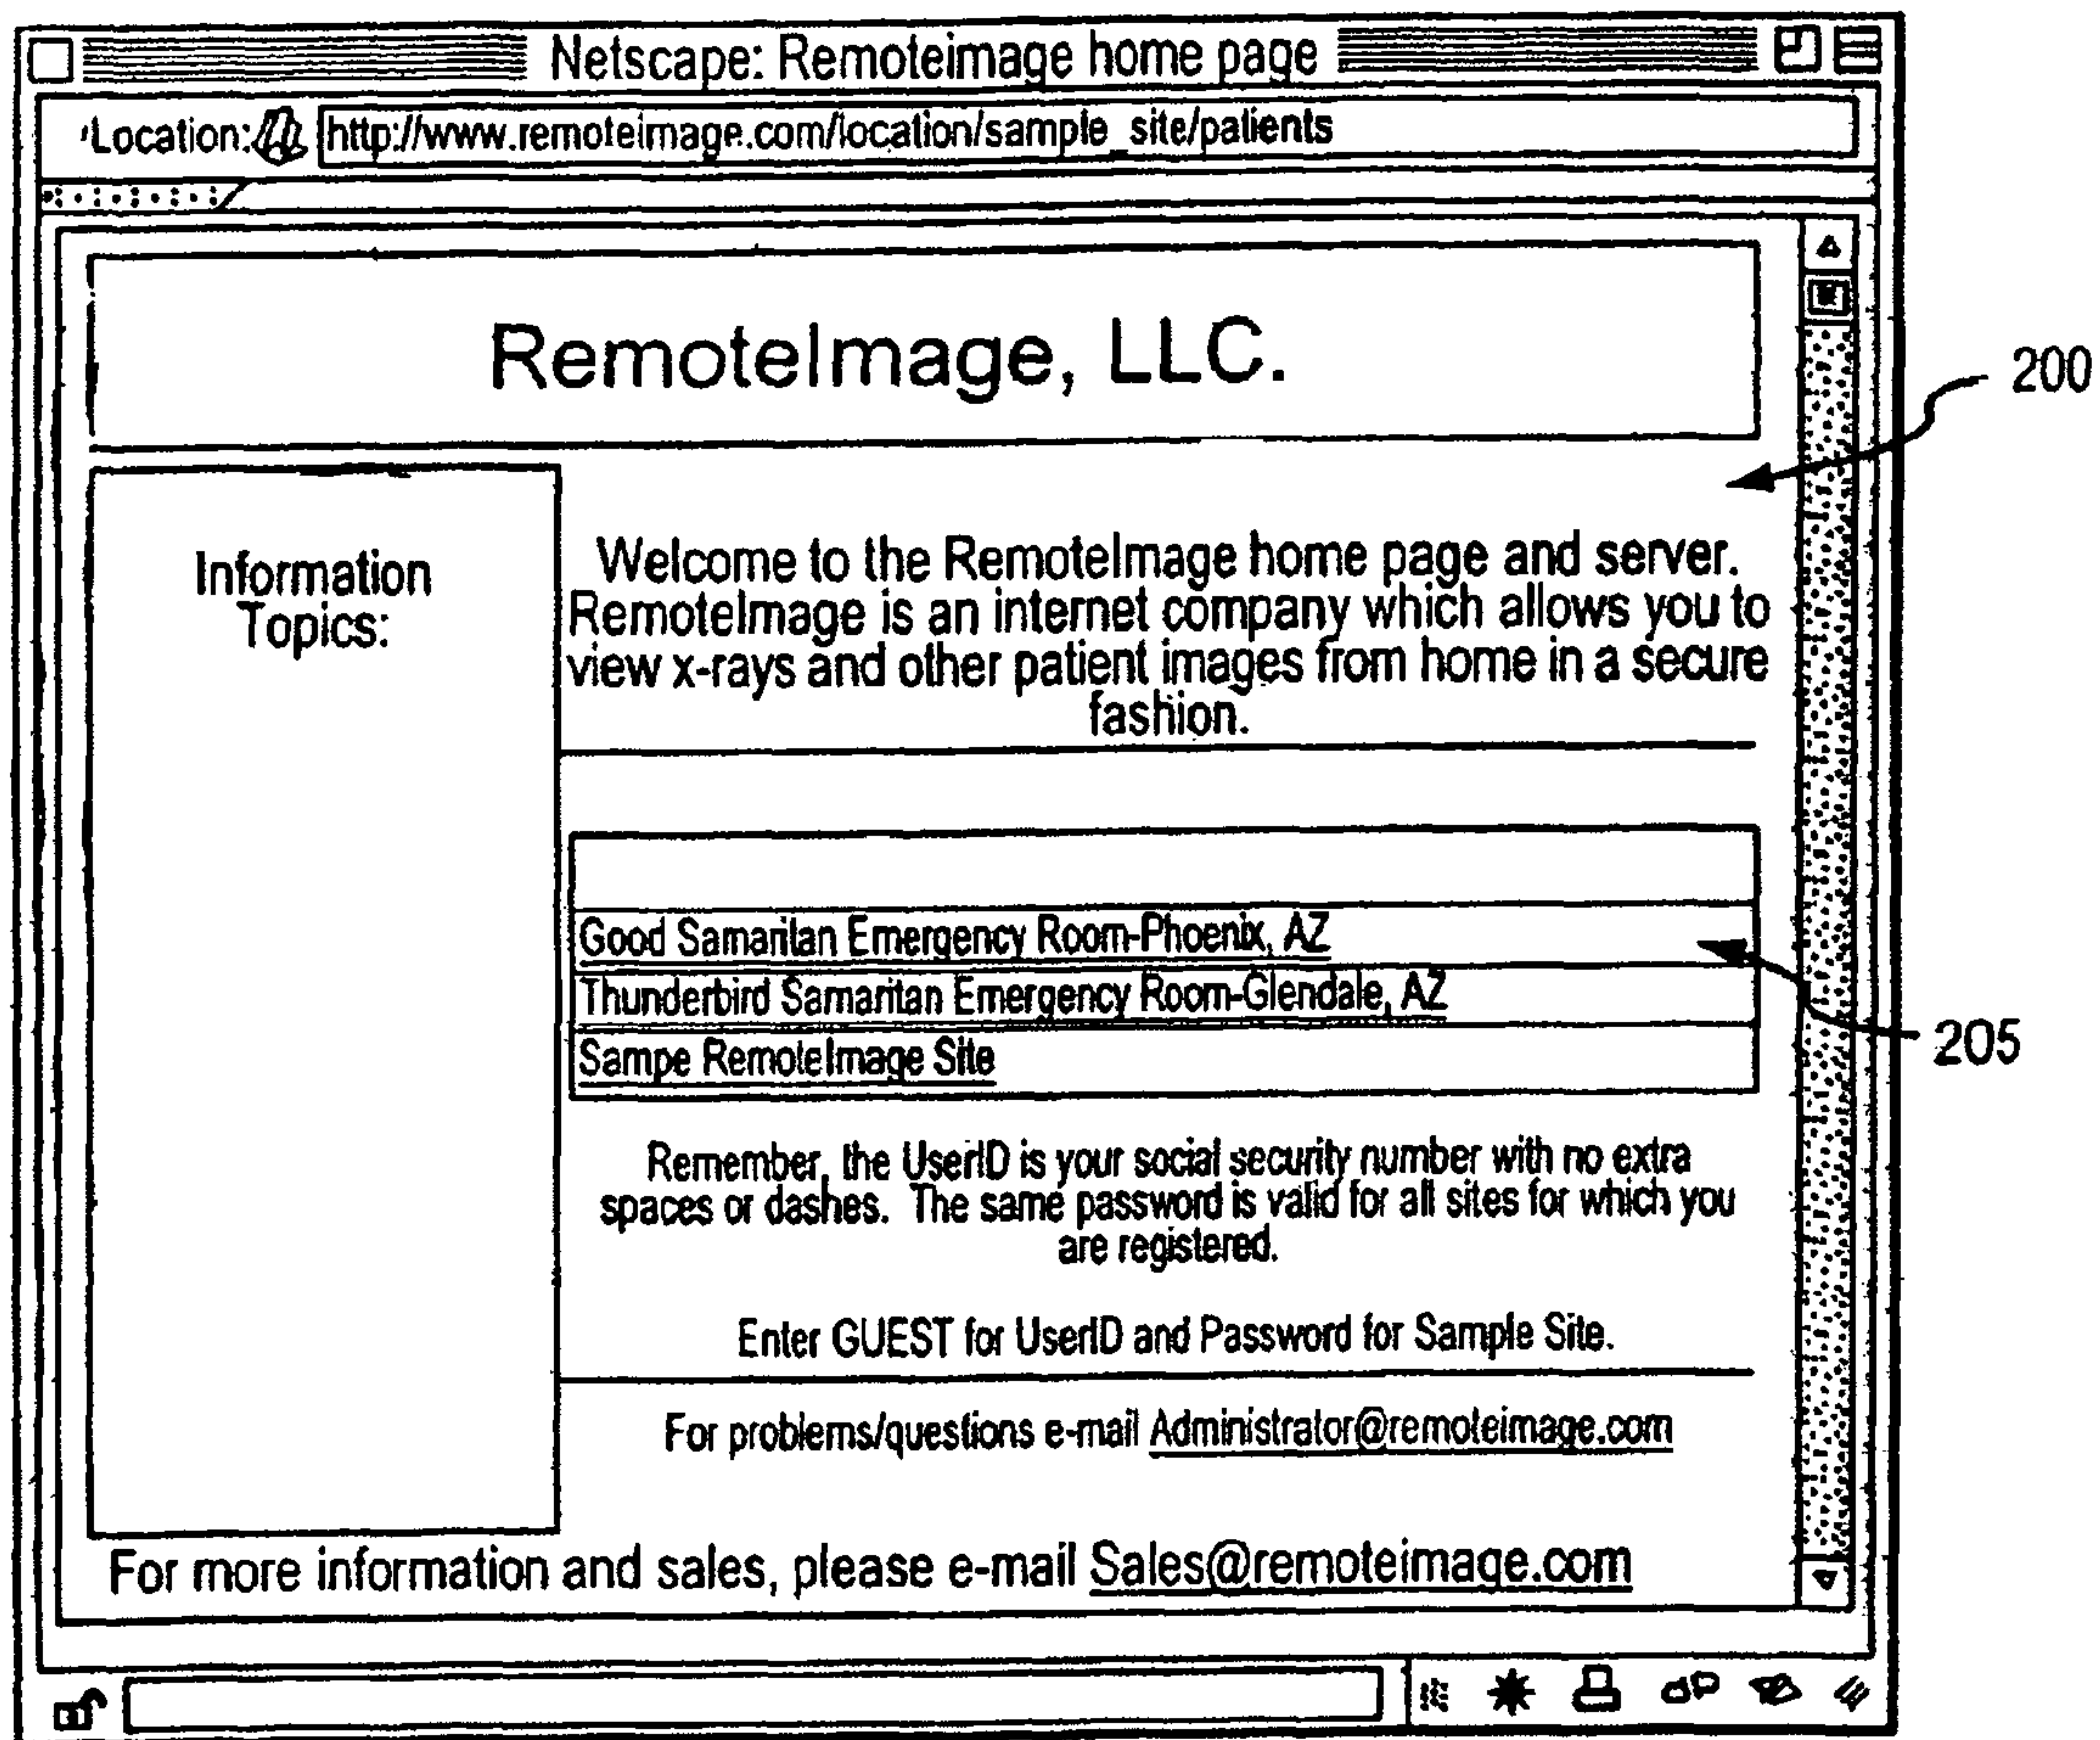 Netscape: Remoteimage home page
Location: http://www.remoteimage.com/location/sample_site/patients
RemoteImage, LLC.
200
Information
Topics:
Welcome to the RemoteImage home page and server.
RemoteImage is an internet company which allows you to
view x-rays and other patient images from home in a secure
fashion.
Good Samaritan Emergency Room-Phoenix, AZ
Thunderbird Samaritan Emergency Room-Glendale, AZ
Sampe RemoteImage Site
205
Remember, the UserID is your social security number with no extra
spaces or dashes. The same password is valid for all sites for which you
are registered.
Enter GUEST for UserID and Password for Sample Site.
For problems/questions e-mail Administrator@remoteimage.com
For more information and sales, please e-mail Sales@remoteimage.com